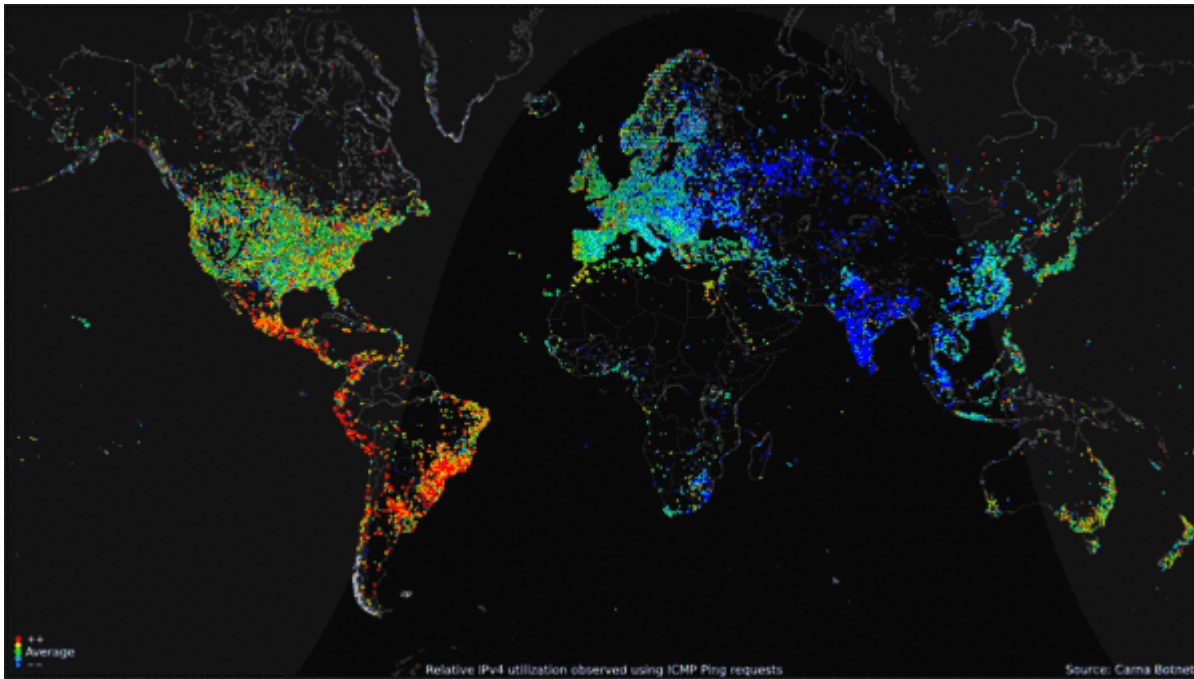 ++
Average
--
Relative IPv4 utilization observed using ICMP Ping requests
Source: Carna Botnet